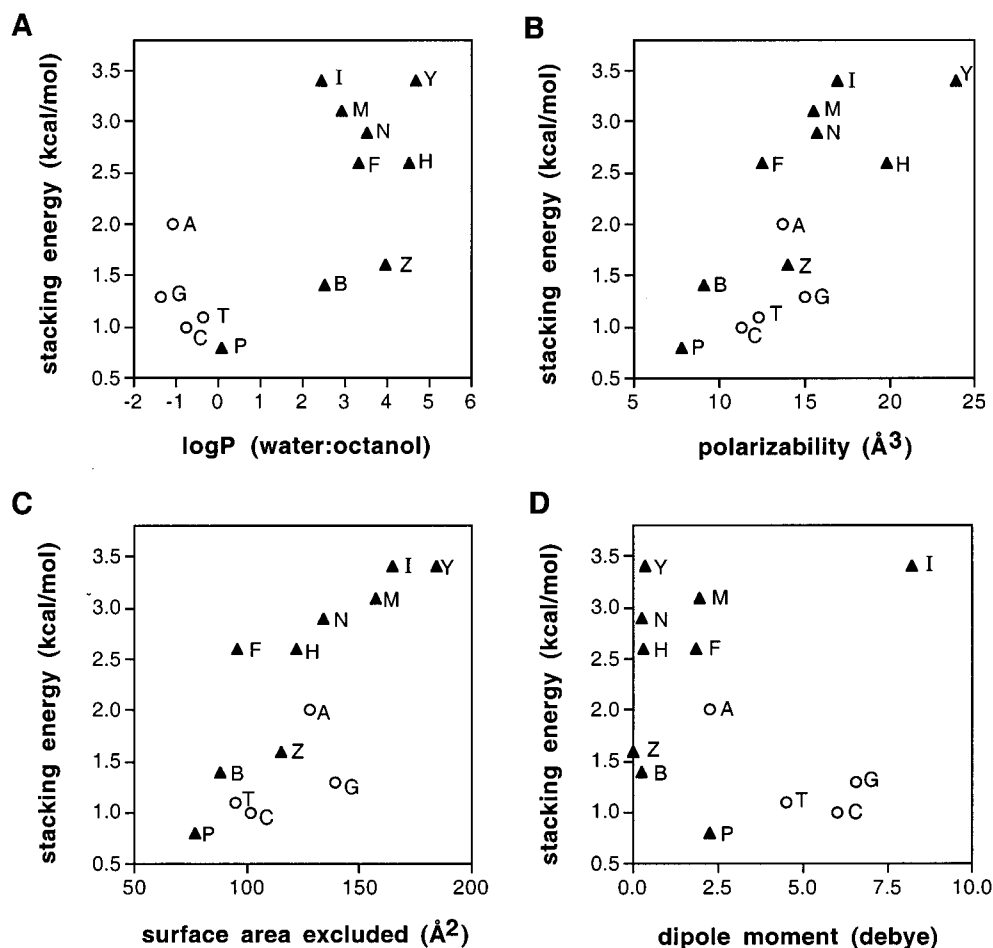 A
stacking energy (kcal/mol)
3.5
3.0
2.5
2.0
1.5
1.0
0.5
I
Y
M
N
F
H
A
Z
B
G
T
C
P
-2 -1 0 1 2 3 4 5 6
logP (water:octanol)
B
stacking energy (kcal/mol)
3.5
3.0
2.5
2.0
1.5
1.0
0.5
Y
I
M
N
F
H
A
Z
B
G
T
C
P
5 10 15 20 25
polarizability (Å3)
C
stacking energy (kcal/mol)
3.5
3.0
2.5
2.0
1.5
1.0
0.5
I
Y
M
N
F
H
A
Z
B
G
T
C
P
50 100 150 200
surface area excluded (Å2)
D
stacking energy (kcal/mol)
3.5
3.0
2.5
2.0
1.5
1.0
0.5
Y
I
M
N
H
F
A
Z
B
G
T
C
P
0.0 2.5 5.0 7.5 10.0
dipole moment (debye)